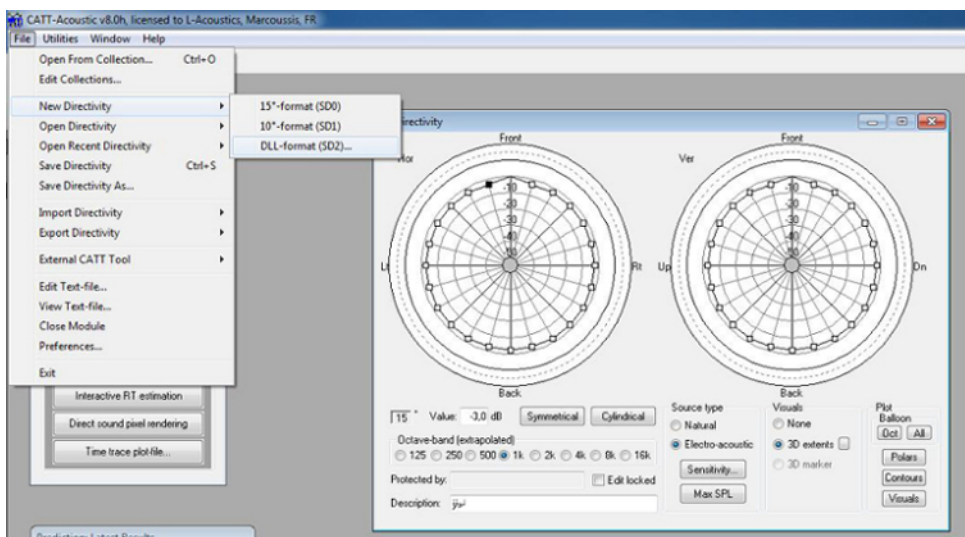 CATT-Acoustic v8.0h, licensed to L-Acoustics, Marcoussis, FR
File Utilities Window Help
Open From Collection... Ctrl+O
Edit Collections...
New Directivity
Open Directivity
Open Recent Directivity
Save Directivity Ctrl+S
Save Directivity As...
Import Directivity
Export Directivity
External CATT Tool
Edit Text-file...
View Text-file...
Close Module
Preferences...
Exit
15°-format (SD0)
10°-format (SD1)
DLL-format (SD2)...
Interactive RT estimation
Direct sound pixel rendering
Time trace plot-file...
irectivity
Front
Hor
-10
-20
-30
-40
Lt
Rt
Back
Front
Ver
-10
-20
-30
-40
Up
Dn
Back
15 ° Value: -3,0 dB Symmetrical Cylindrical
Octave-band (extrapolated)
125 250 500 1k 2k 4k 8k 16k
Protected by: Edit locked
Description:
Source type
Natural
Electro-acoustic
Sensitivity...
Max SPL
Visuals
None
3D extents
3D marker
Plot
Balloon
Oct All
Polars
Contours
Visuals
Prediction: Latest Results